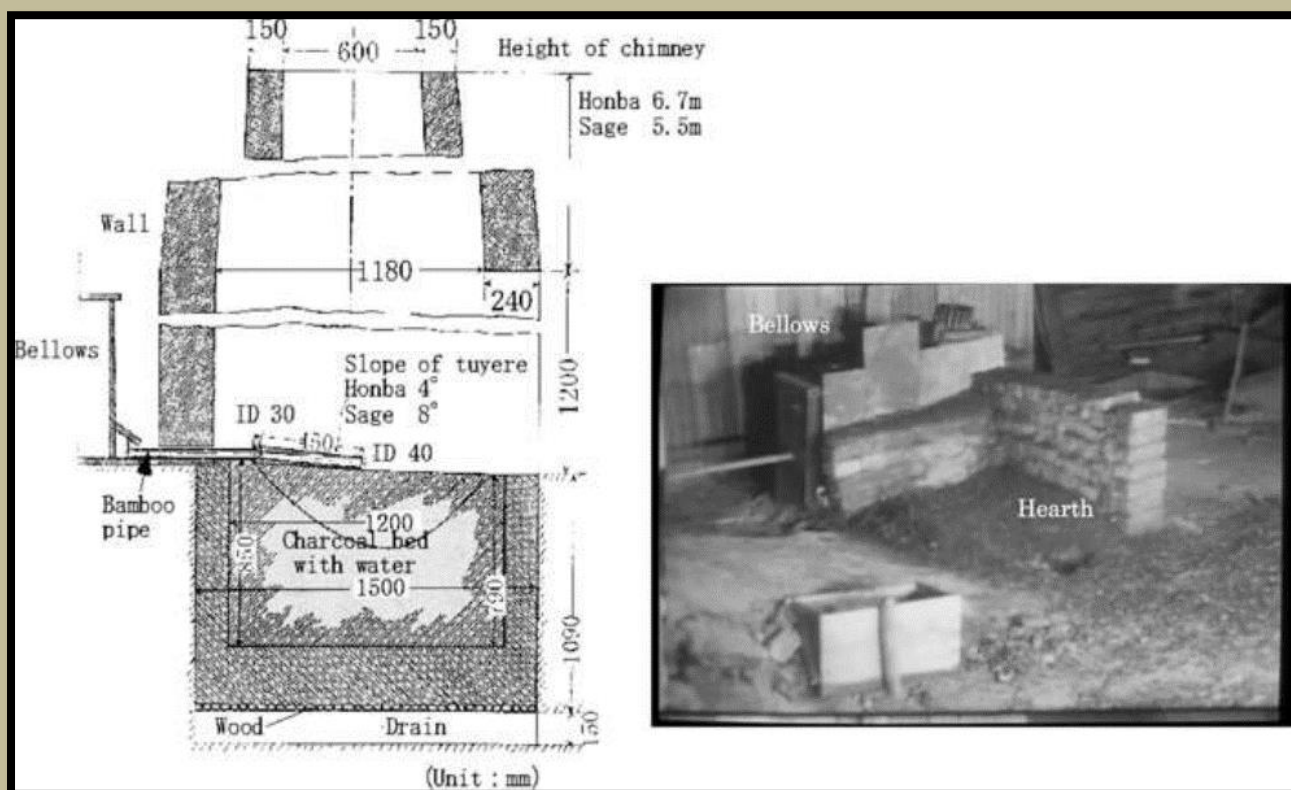 150
150
600
Height of chimney
Honba 6.7m
Sage 5.5m
Wall
1180
240
Bellows
Slope of tuyere
Honba 4°
Sage 8°
1200
ID 30
450
ID 40
Bamboo
pipe
1200
Charcoal bed
with water
850
1500
790
1090
Wood
Drain
150
(Unit : mm)
Bellows
Hearth